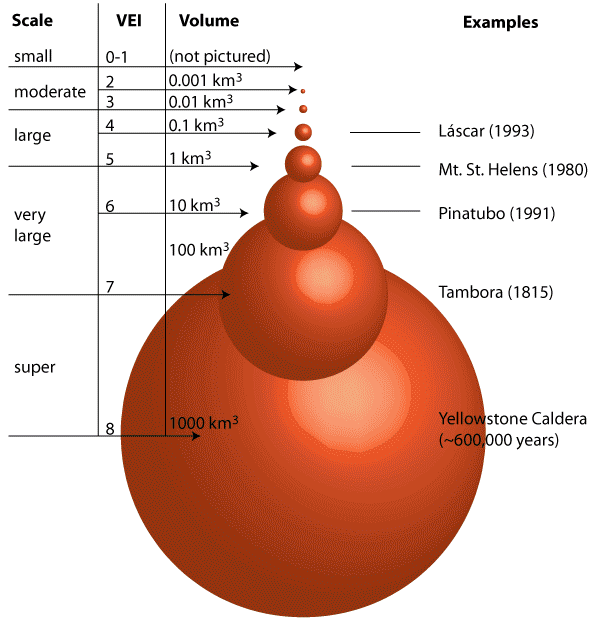 Scale VEI Volume Examples
small 0-1 (not pictured)
moderate 2 0.001 km³
3 0.01 km³
large 4 0.1 km³ Láscar (1993)
5 1 km³ Mt. St. Helens (1980)
very
large
6 10 km³ Pinatubo (1991)
100 km³
7 Tambora (1815)
super
8 1000 km³ Yellowstone Caldera
(~600,000 years)